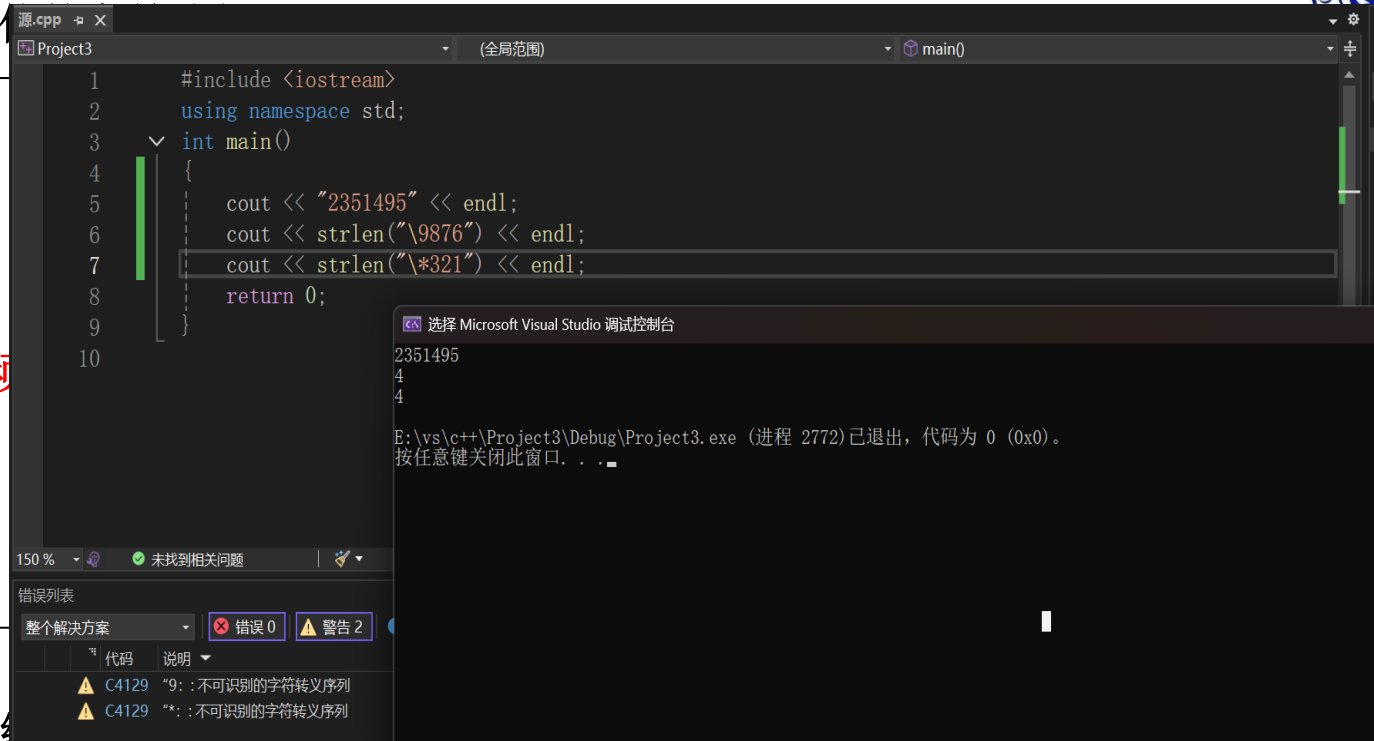 源.cpp
Project3 (全局范围) main()
1 #include <iostream>
2 using namespace std;
3 int main()
4 {
5 cout << "2351495" << endl;
6 cout << strlen("\9876") << endl;
7 cout << strlen("\*321") << endl;
8 return 0;
9 }
10
选择 Microsoft Visual Studio 调试控制台
2351495
4
4
E:\vs\c++\Project3\Debug\Project3.exe (进程 2772)已退出，代码为 0 (0x0)。
按任意键关闭此窗口. . .
150 % 未找到相关问题
错误列表
整个解决方案 错误 0 警告 2
代码 说明
C4129 “9: :不可识别的字符转义序列
C4129 “*: :不可识别的字符转义序列